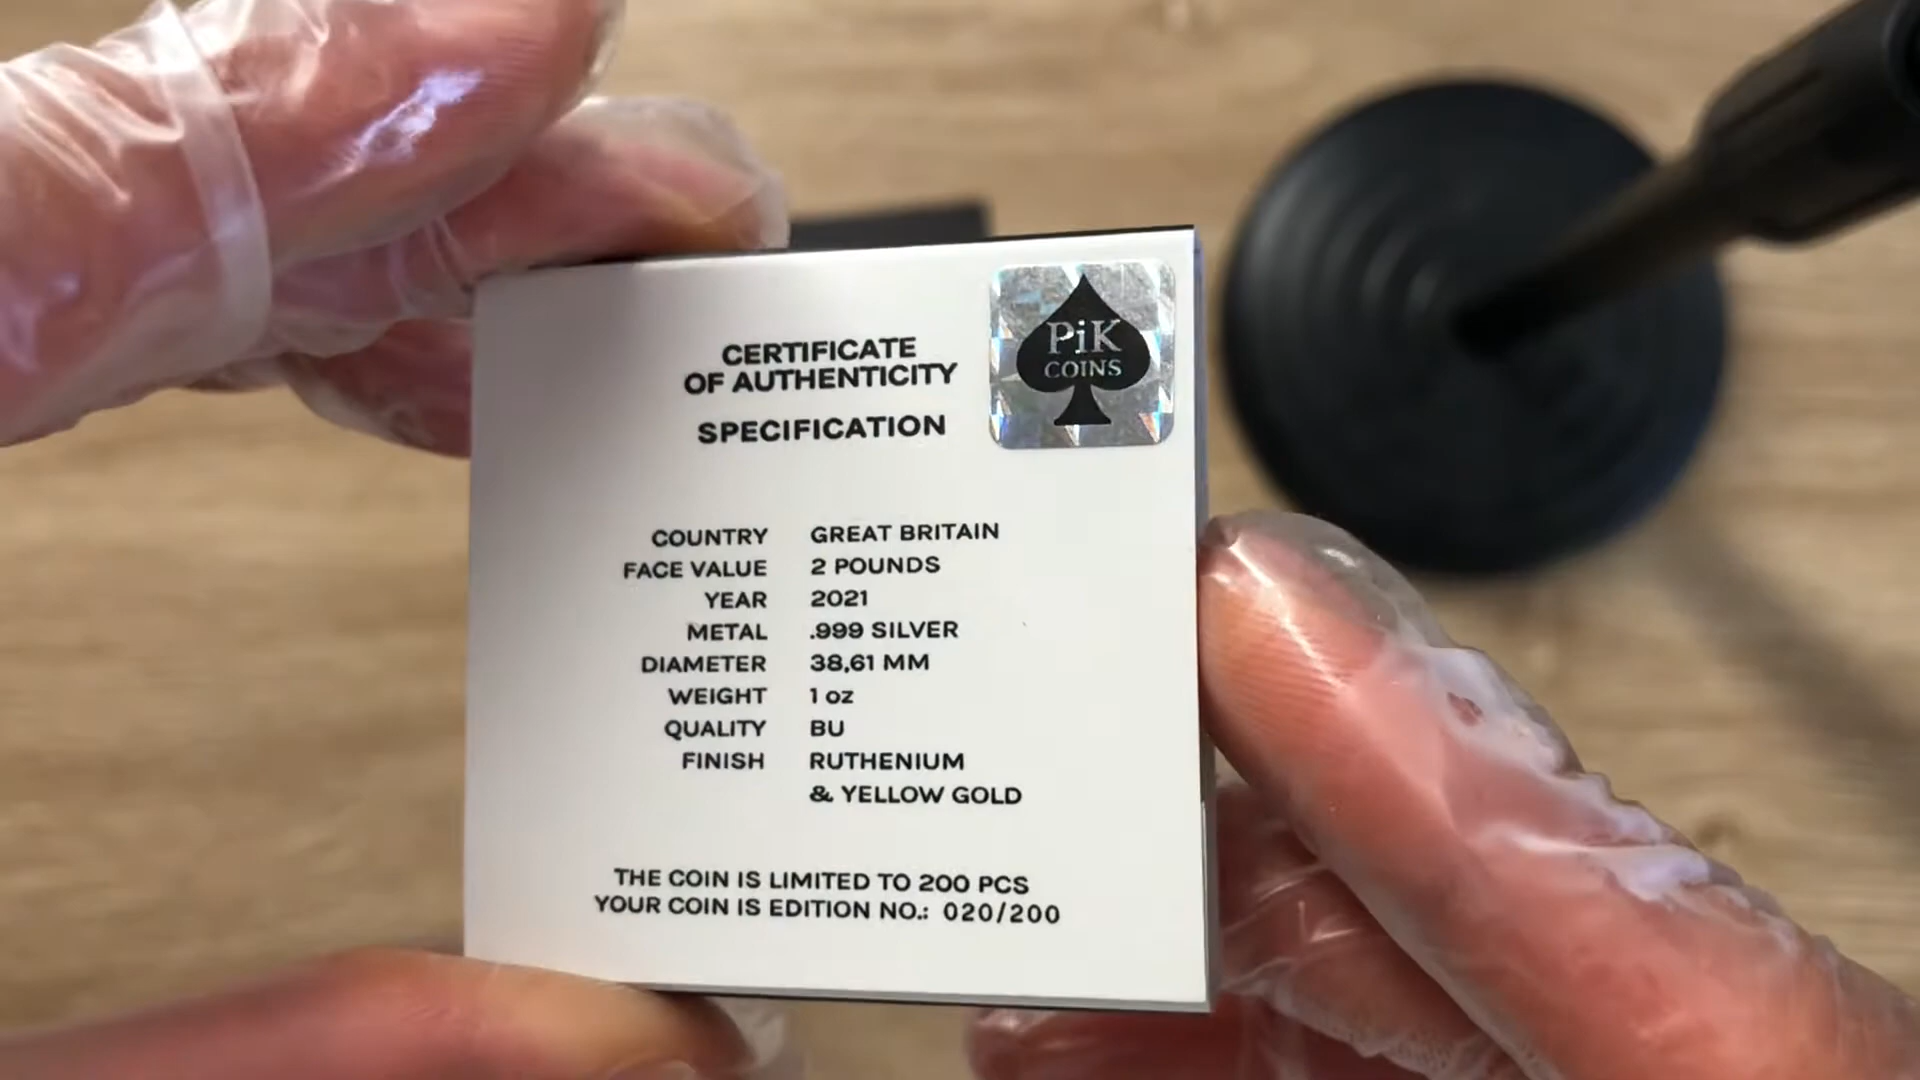 CERTIFICATE
OF AUTHENTICITY
SPECIFICATION
PiK
COINS
COUNTRY GREAT BRITAIN
FACE VALUE 2 POUNDS
YEAR 2021
METAL .999 SILVER
DIAMETER 38,61 MM
WEIGHT 1 oz
QUALITY BU
FINISH RUTHENIUM
& YELLOW GOLD
THE COIN IS LIMITED TO 200 PCS
YOUR COIN IS EDITION NO.: 020/200